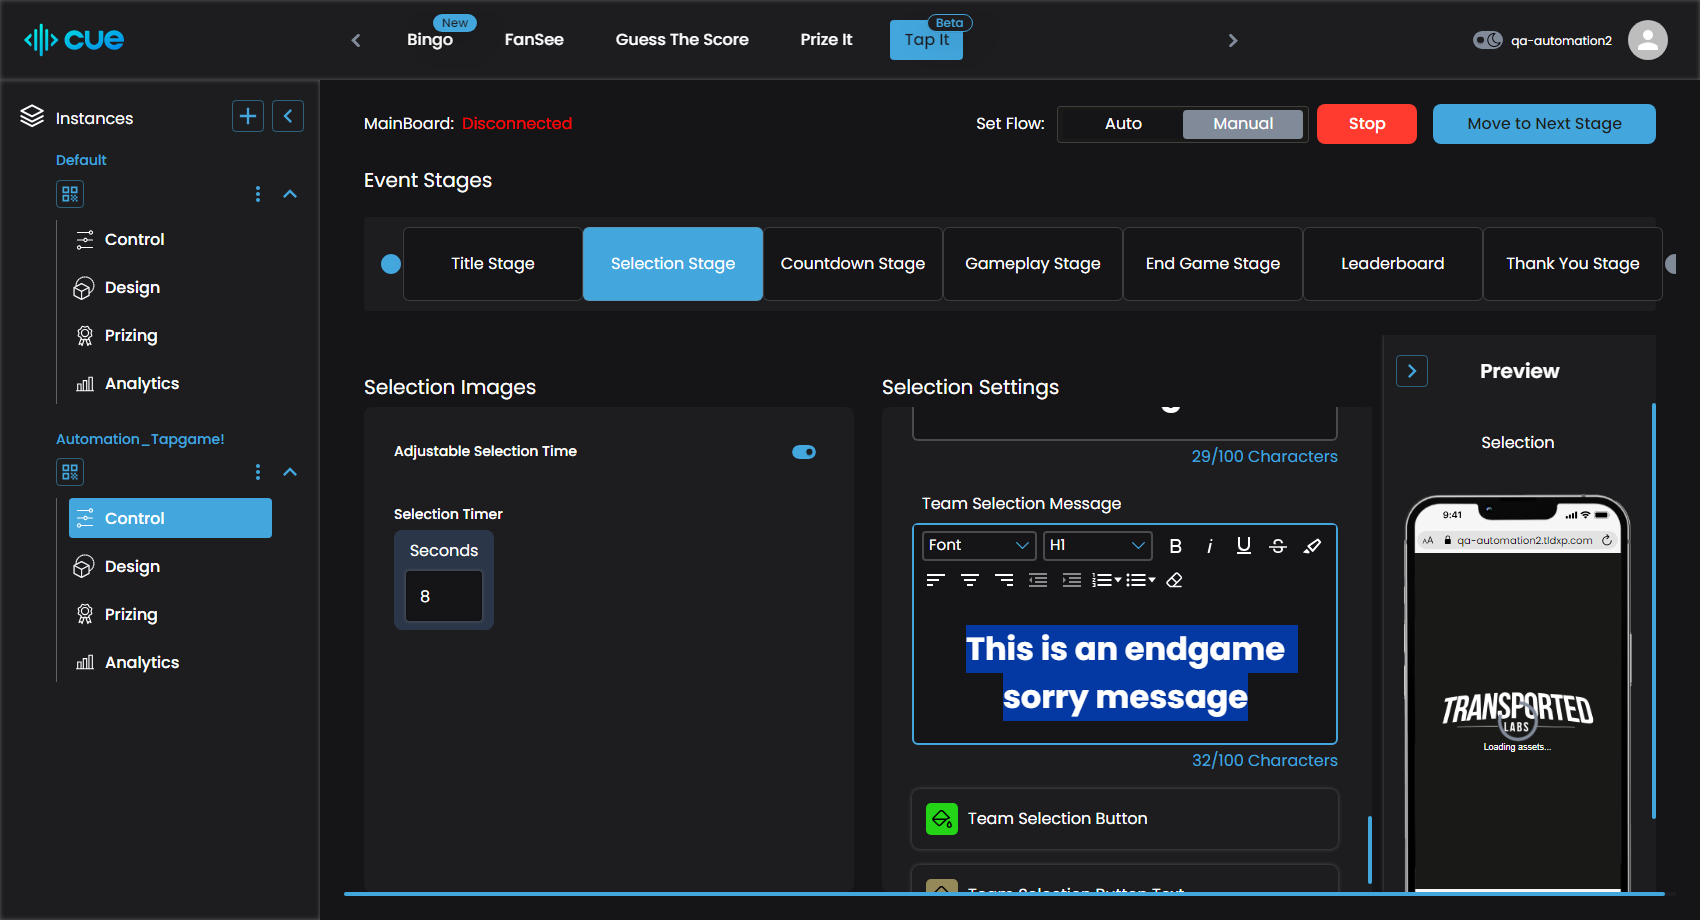 cue
Bingo
New
FanSee
Guess The Score
Prize It
Tap It
Beta
qa-automation2
Instances
Default
Control
Design
Prizing
Analytics
Automation_Tapgame!
Control
Design
Prizing
Analytics
MainBoard: Disconnected
Set Flow:
Auto
Manual
Stop
Move to Next Stage
Event Stages
Title Stage
Selection Stage
Countdown Stage
Gameplay Stage
End Game Stage
Leaderboard
Thank You Stage
Selection Images
Adjustable Selection Time
Selection Timer
Seconds
8
Selection Settings
29/100 Characters
Team Selection Message
Font
H1
This is an endgame
sorry message
32/100 Characters
Team Selection Button
Team Selection Button Text
Preview
Selection
9:41
AA
qa-automation2.tldxp.com
TRANSPORTED
LABS
Loading assets...